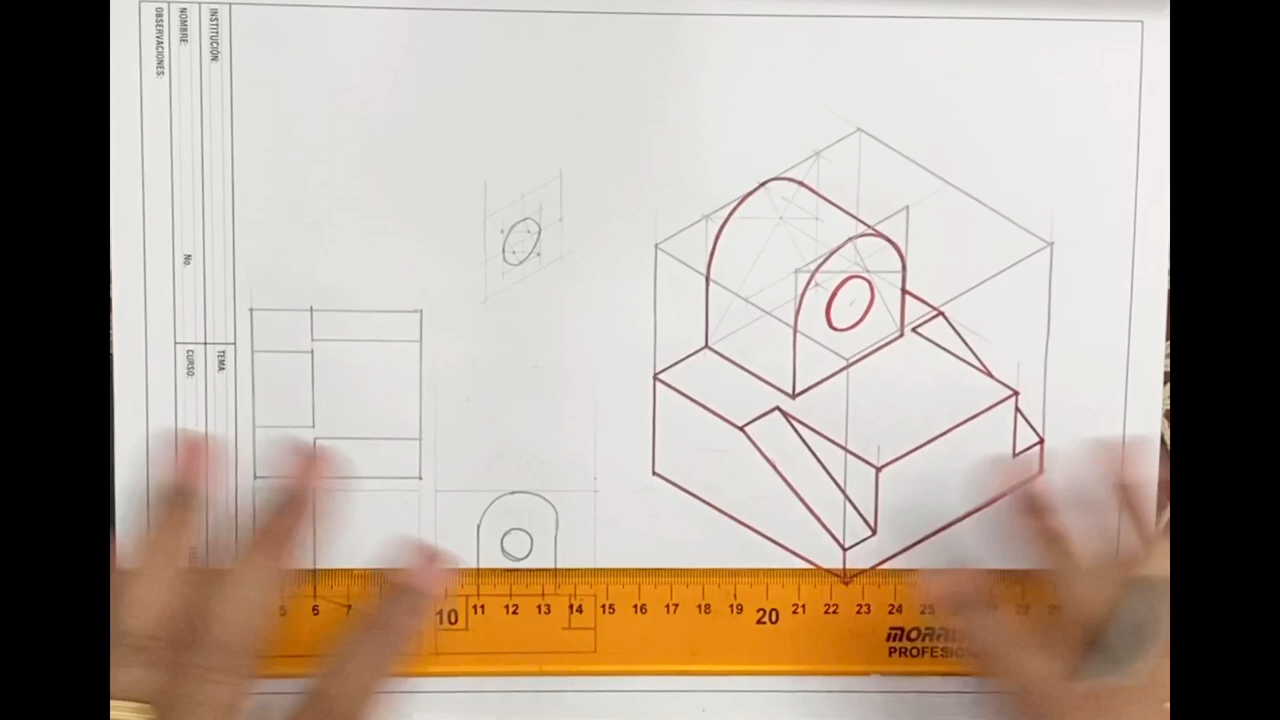 INSTITUCIÓN:
NOMBRE:
OBSERVACIONES:
No.
TEMA:
CURSO:
5 6 7 10 11 12 13 14 15 16 17 18 19 20 21 22 23 24 25
PROFESIO